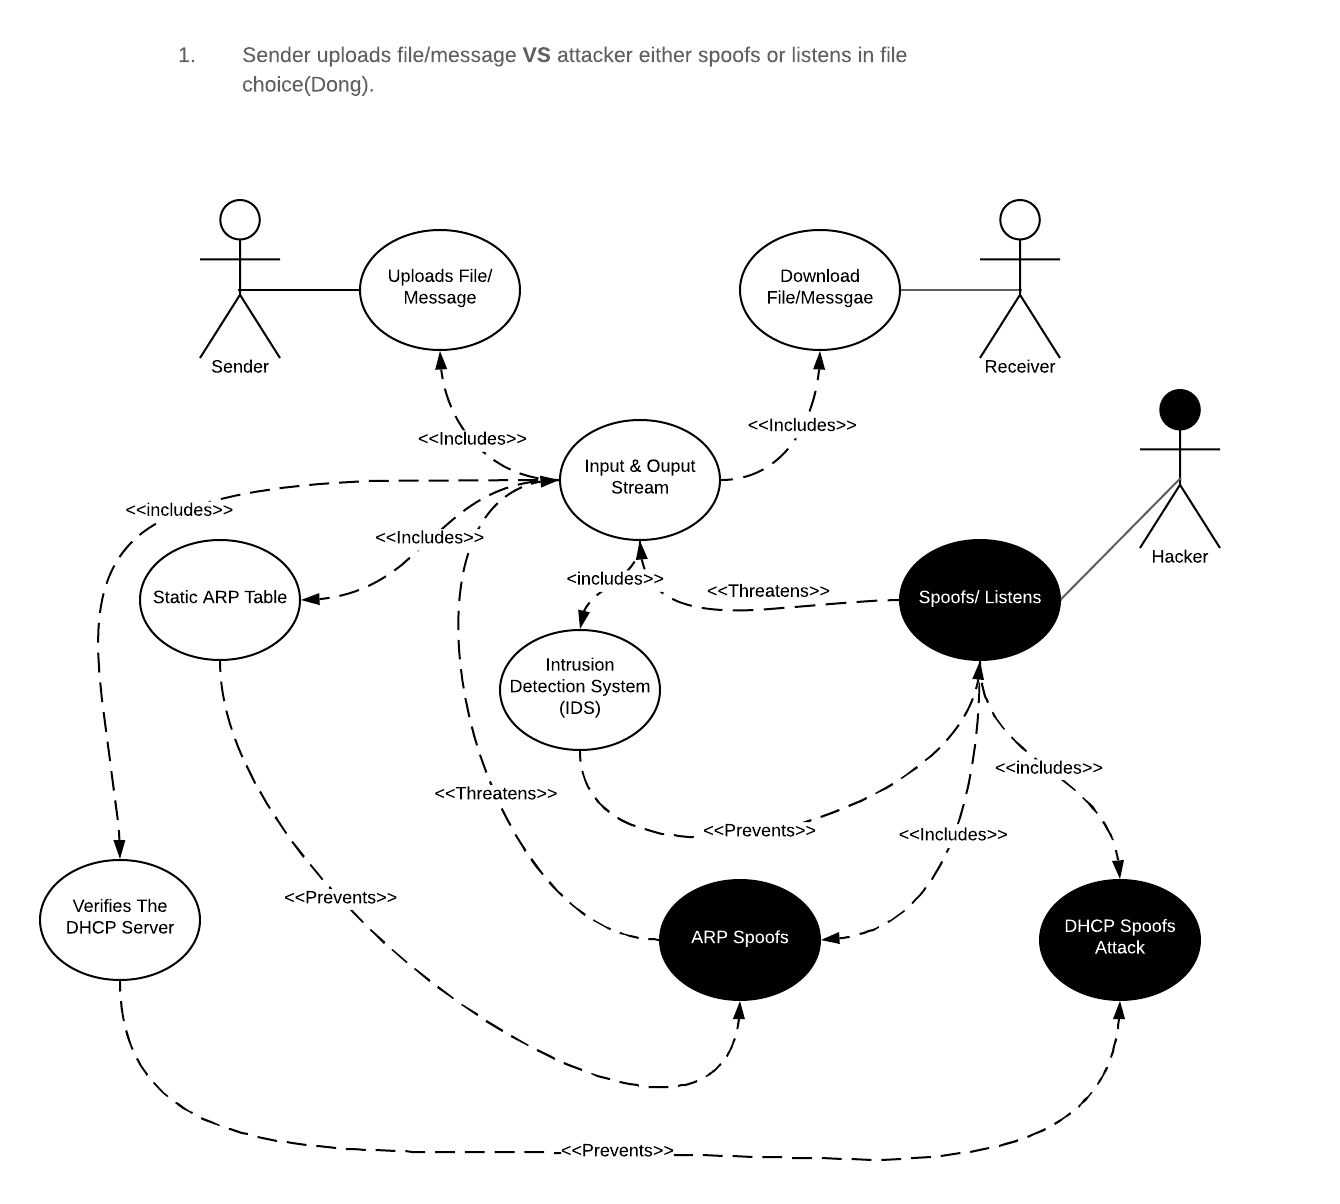 1. Sender uploads file/message VS attacker either spoofs or listens in file
choice(Dong).
Uploads File/
Message
Download
File/Messgae
Sender
Receiver
<<Includes>>
<<Includes>>
Input & Ouput
Stream
<<includes>>
<<Includes>>
Hacker
<<includes>>
<<Threatens>>
Static ARP Table
Spoofs/ Listens
Intrusion
Detection System
(IDS)
<<includes>>
<<Threatens>>
<<Prevents>>
<<Includes>>
<<Prevents>>
Verifies The
DHCP Server
ARP Spoofs
DHCP Spoofs
Attack
<<Prevents>>